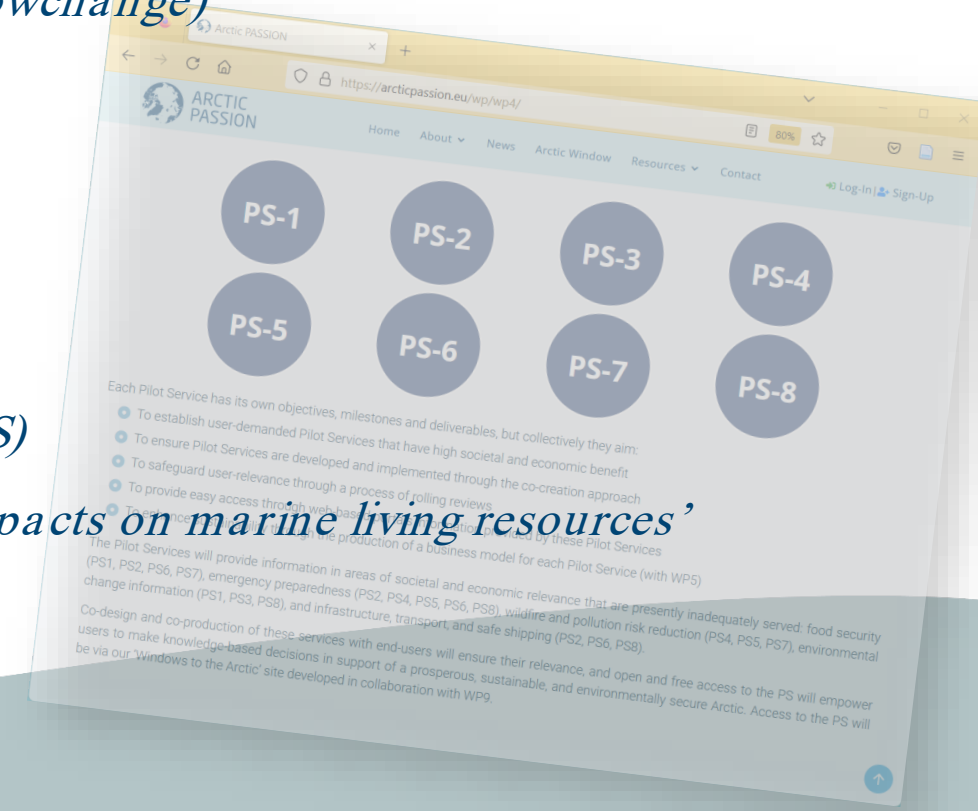 owchange)
Arctic PASSION
https://arcticpassion.eu/wp/wp4/
80%
ARCTIC
PASSION
Home About News Arctic Window Resources Contact Log-In | Sign-Up
PS-1 PS-2 PS-3 PS-4
PS-5 PS-6 PS-7 PS-8
Each Pilot Service has its own objectives, milestones and deliverables, but collectively they aim:
To establish user-demanded Pilot Services that have high societal and economic benefit
S)
To ensure Pilot Services are developed and implemented through the co-creation approach
To safeguard user-relevance through a process of rolling reviews
To provide easy access through web-based information provided by these Pilot Services
pacts on marine living resources’
To enhance sustainability through the production of a business model for each Pilot Service (with WP5)
The Pilot Services will provide information in areas of societal and economic relevance that are presently inadequately served: food security
(PS1, PS2, PS6, PS7), emergency preparedness (PS2, PS4, PS5, PS6, PS8), wildfire and pollution risk reduction (PS4, PS5, PS7), environmental
change information (PS1, PS3, PS8), and infrastructure, transport, and safe shipping (PS2, PS6, PS8).
Co-design and co-production of these services with end-users will ensure their relevance, and open and free access to the PS will empower
users to make knowledge-based decisions in support of a prosperous, sustainable, and environmentally secure Arctic. Access to the PS will
be via our 'Windows to the Arctic' site developed in collaboration with WP9.